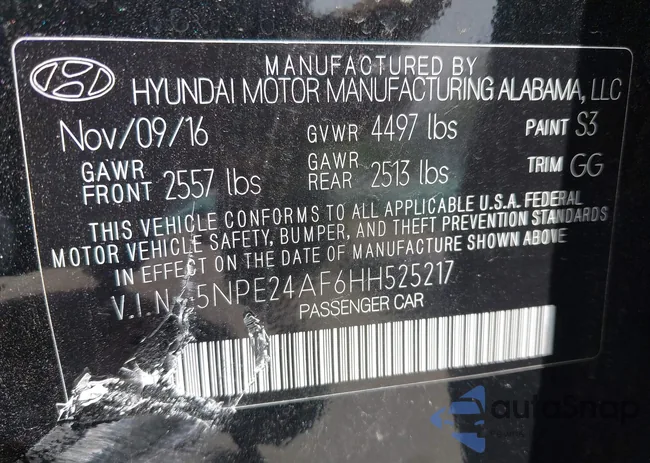 MANUFACTURED BY
HYUNDAI MOTOR MANUFACTURING ALABAMA, LLC
Nov/09/16 GVWR 4497 lbs PAINT S3
GAWR FRONT 2557 lbs GAWR REAR 2513 lbs TRIM GG
THIS VEHICLE CONFORMS TO ALL APPLICABLE U.S.A. FEDERAL
MOTOR VEHICLE SAFETY, BUMPER, AND THEFT PREVENTION STANDARDS
IN EFFECT ON THE DATE OF MANUFACTURE SHOWN ABOVE
V.I.N. 5NPE24AF6HH525217
PASSENGER CAR
autoSnap